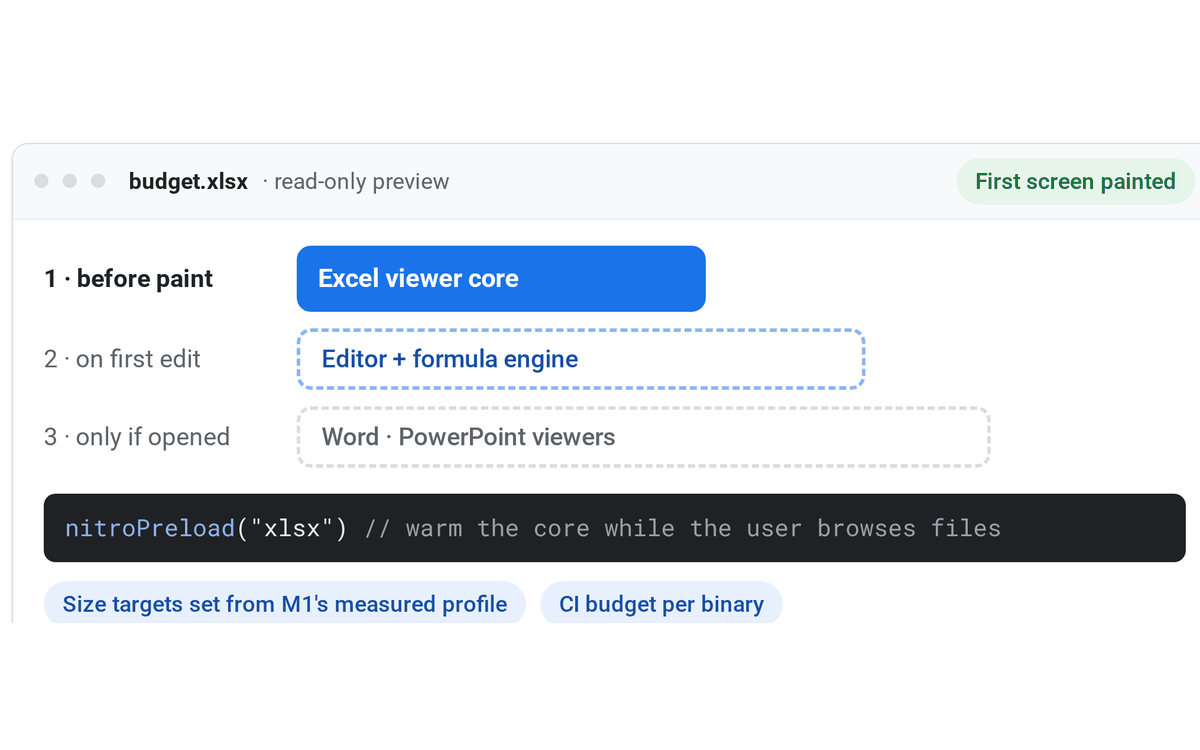 budget.xlsx · read-only preview
First screen painted
1 · before paint
Excel viewer core
2 · on first edit
Editor + formula engine
3 · only if opened
Word · PowerPoint viewers
nitroPreload("xlsx") // warm the core while the user browses files
Size targets set from M1's measured profile
CI budget per binary